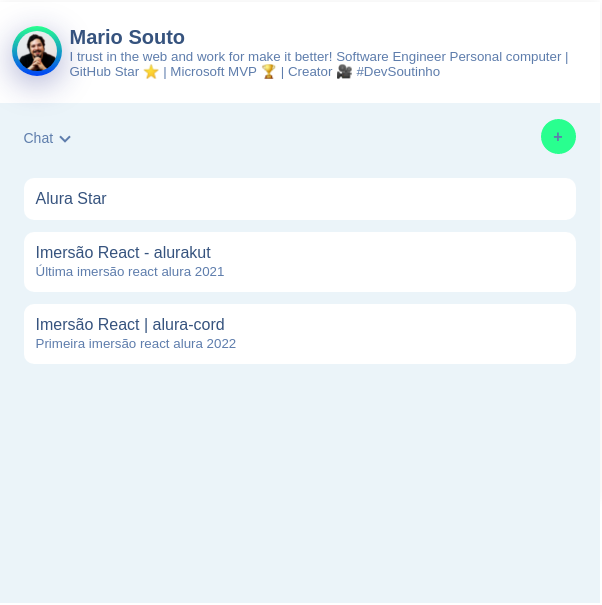 Mario Souto
I trust in the web and work for make it better! Software Engineer Personal computer |
GitHub Star ⭐ | Microsoft MVP 🏆 | Creator 🎥 #DevSoutinho
Chat
+
Alura Star
Imersão React - alurakut
Última imersão react alura 2021
Imersão React | alura-cord
Primeira imersão react alura 2022